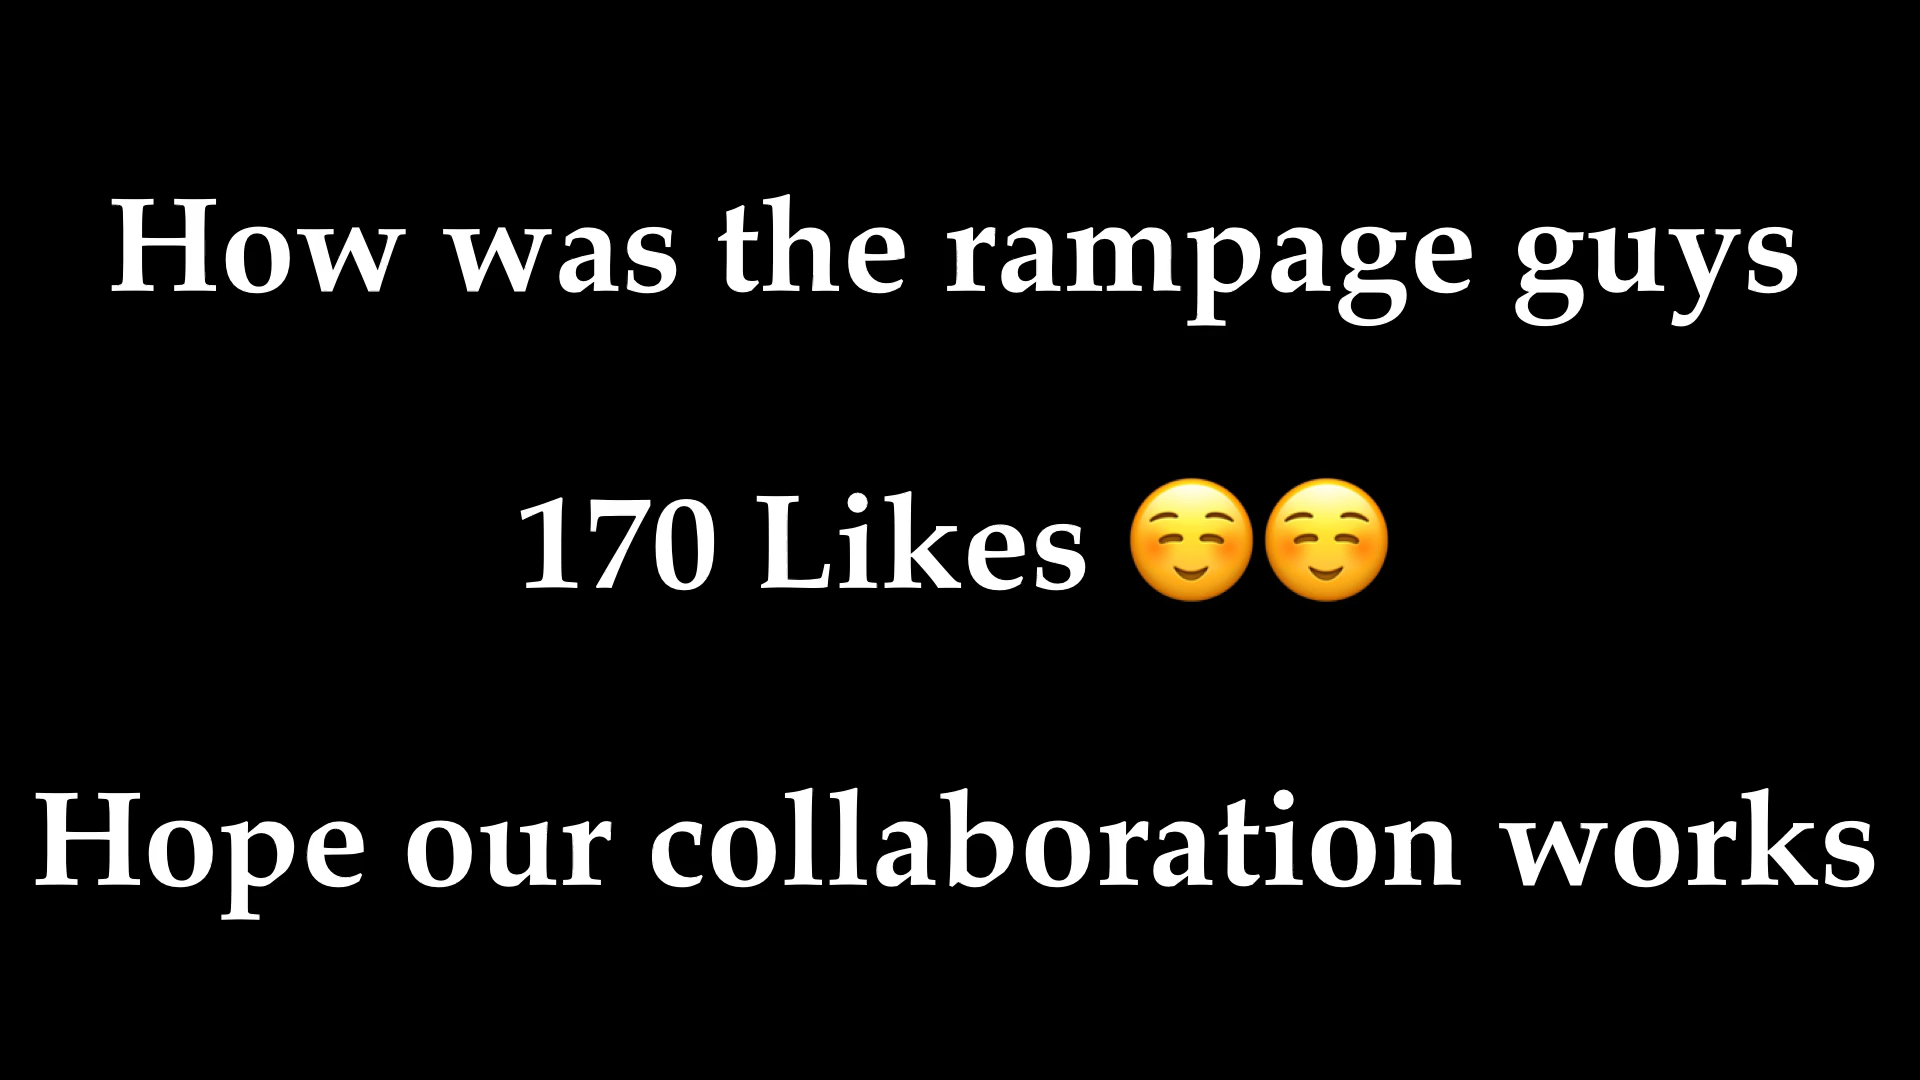 How was the rampage guys
170 Likes ☺️☺️
Hope our collaboration works